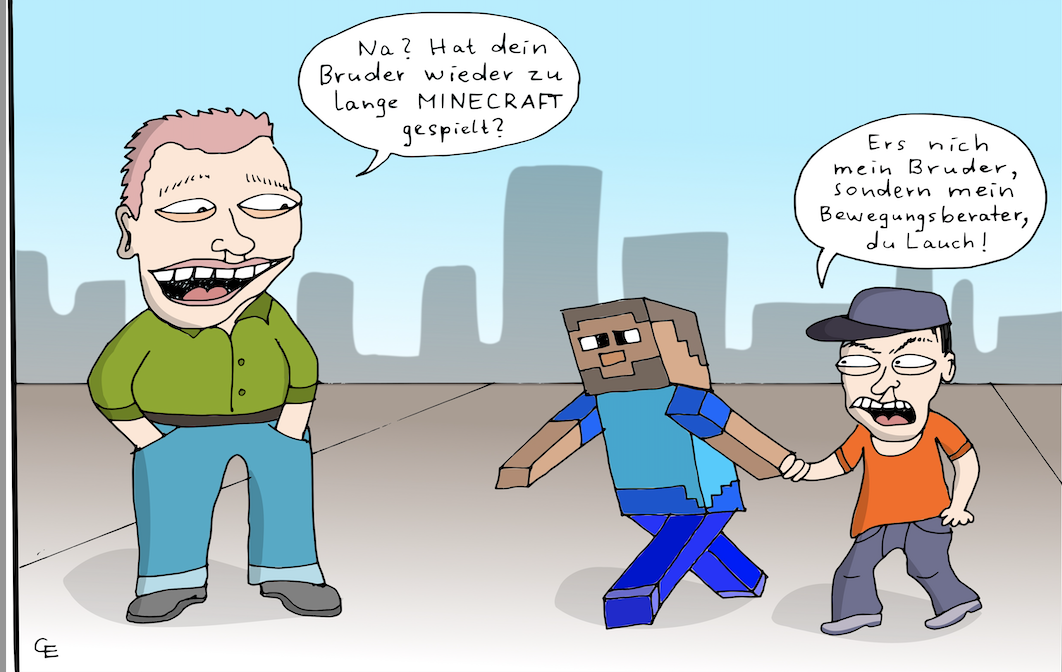 Na? Hat dein
Bruder wieder zu
lange MINECRAFT
gespielt?
Ers nich
mein Bruder,
sondern mein
Bewegungsberater,
du Lauch!
CE